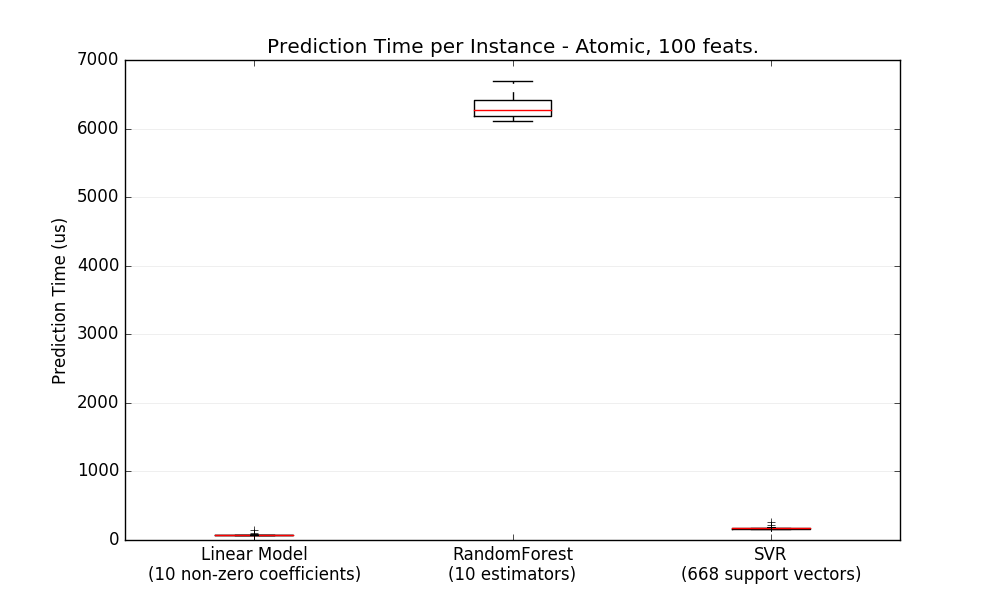 Prediction Time per Instance - Atomic, 100 feats.
Prediction Time (us)
7000
6000
5000
4000
3000
2000
1000
0
Linear Model
(10 non-zero coefficients)
RandomForest
(10 estimators)
SVR
(668 support vectors)